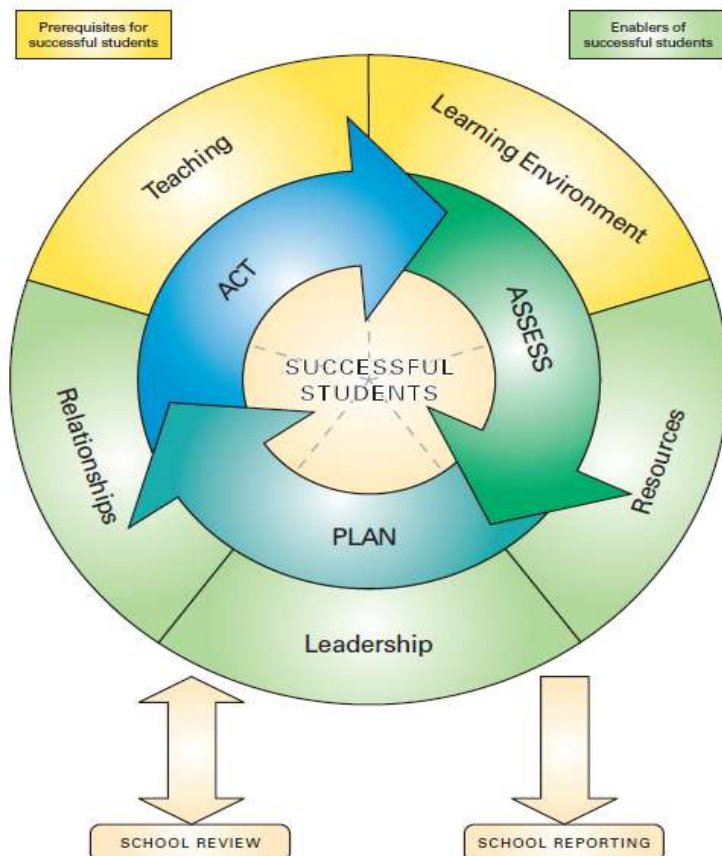 Prerequisites for
successful students
Enablers of
successful students
Teaching
Learning Environment
ACT
ASSESS
SUCCESSFUL
STUDENTS
Relationships
Resources
PLAN
Leadership
SCHOOL REVIEW
SCHOOL REPORTING